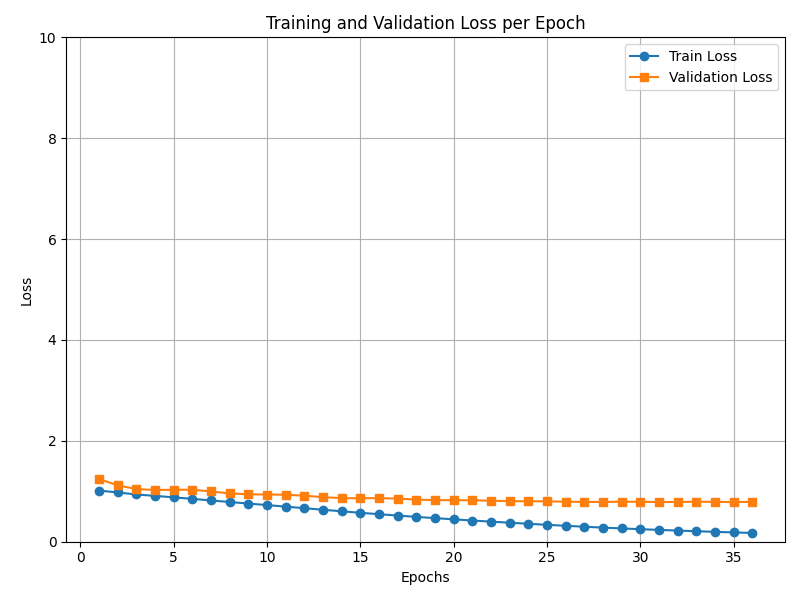 Training and Validation Loss per Epoch
Train Loss
Validation Loss
10
8
6
4
2
0
Loss
0 5 10 15 20 25 30 35
Epochs